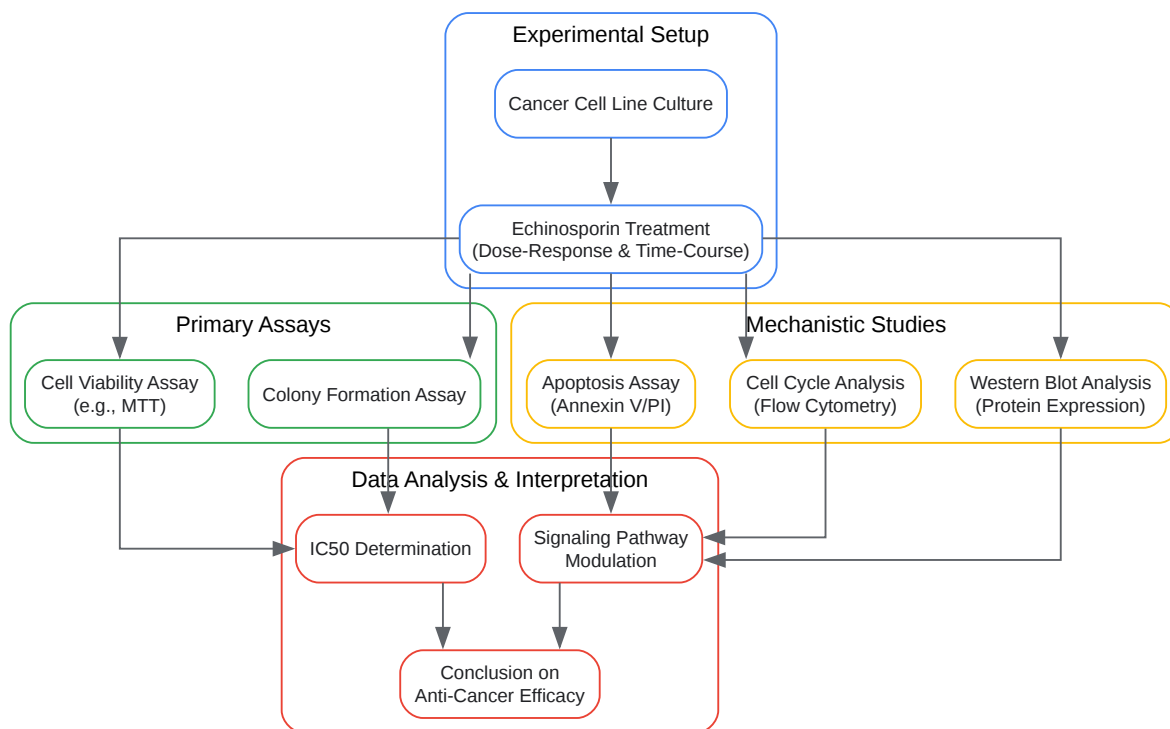 Experimental Setup
Cancer Cell Line Culture
Echinosporin Treatment
(Dose-Response & Time-Course)
Primary Assays
Mechanistic Studies
Cell Viability Assay
(e.g., MTT)
Colony Formation Assay
Apoptosis Assay
(Annexin V/PI)
Cell Cycle Analysis
(Flow Cytometry)
Western Blot Analysis
(Protein Expression)
Data Analysis & Interpretation
IC50 Determination
Signaling Pathway
Modulation
Conclusion on
Anti-Cancer Efficacy